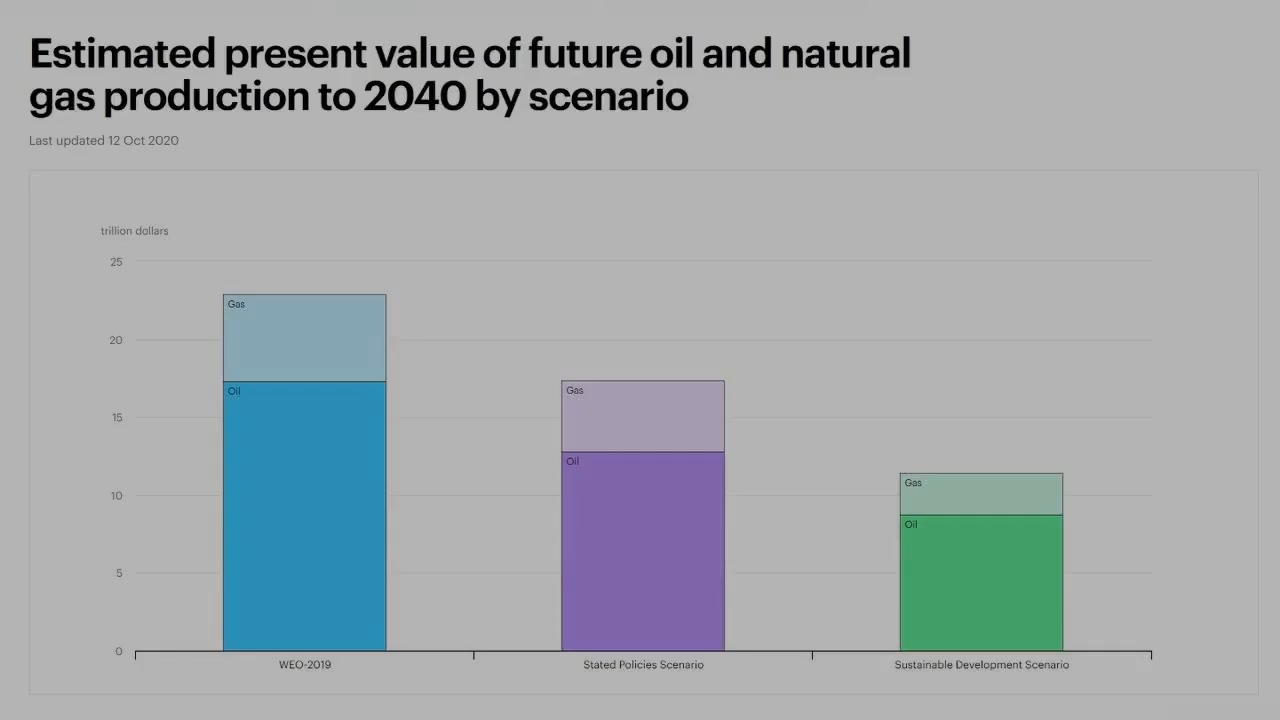 Estimated present value of future oil and natural
gas production to 2040 by scenario
Last updated 12 Oct 2020
trillion dollars
25
20
15
10
5
0
Gas
Oil
Gas
Oil
Gas
Oil
WEO-2019
Stated Policies Scenario
Sustainable Development Scenario